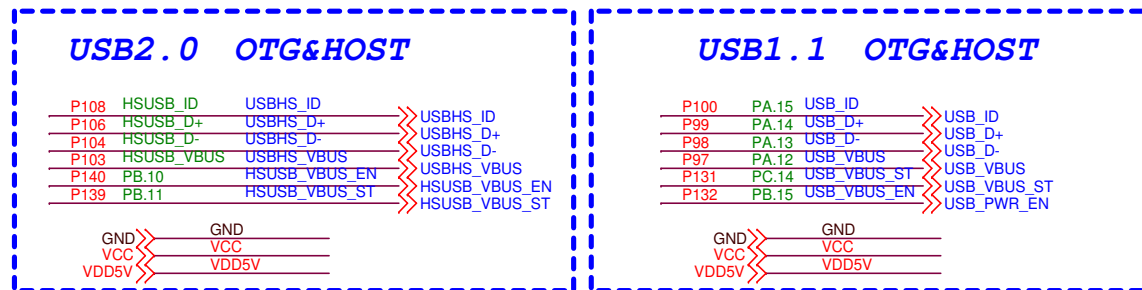 USB2.0 OTG&HOST
P108 HSUSB_ID USBHS_ID USBHS_ID
P106 HSUSB_D+ USBHS_D+ USBHS_D+
P104 HSUSB_D- USBHS_D- USBHS_D-
P103 HSUSB_VBUS USBHS_VBUS USBHS_VBUS
P140 PB.10 HSUSB_VBUS_EN HSUSB_VBUS_EN
P139 PB.11 HSUSB_VBUS_ST HSUSB_VBUS_ST
GND GND
VCC VCC
VDD5V VDD5V
USB1.1 OTG&HOST
P100 PA.15 USB_ID USB_ID
P99 PA.14 USB_D+ USB_D+
P98 PA.13 USB_D- USB_D-
P97 PA.12 USB_VBUS USB_VBUS
P131 PC.14 USB_VBUS_ST USB_VBUS_ST
P132 PB.15 USB_VBUS_EN USB_PWR_EN
GND GND
VCC VCC
VDD5V VDD5V